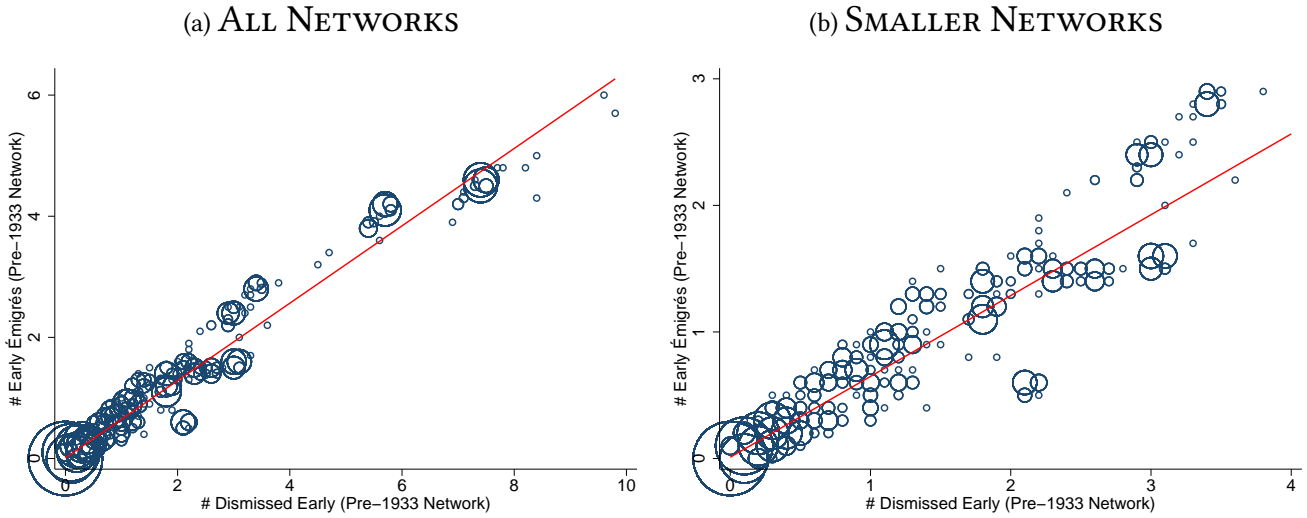 (a) ALL NETWORKS
(b) SMALLER NETWORKS
# Early Émigrés (Pre−1933 Network)
6
4
2
0
0 2 4 6 8 10
# Dismissed Early (Pre−1933 Network)
# Early Émigrés (Pre−1933 Network)
3
2
1
0
0 1 2 3 4
# Dismissed Early (Pre−1933 Network)